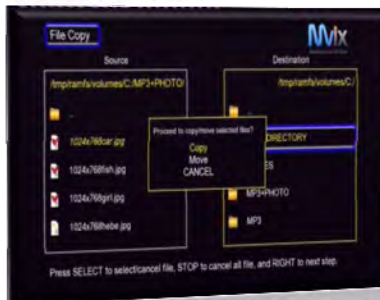 File Copy
Mvix
Source
Destination
/tmp/ramfs/volumes/C:/MP3+PHOTO/
/tmp/ramfs/volumes/C:/
..
1024x768car.jpg
1024x768fish.jpg
1024x768girl.jpg
1024x768hebe.jpg
Proceed to copy/move selected files?
Copy
Move
CANCEL
DIRECTORY
ES
MP3+PHOTO
MP3
Press SELECT to select/cancel file, STOP to cancel all file, and RIGHT to next step.